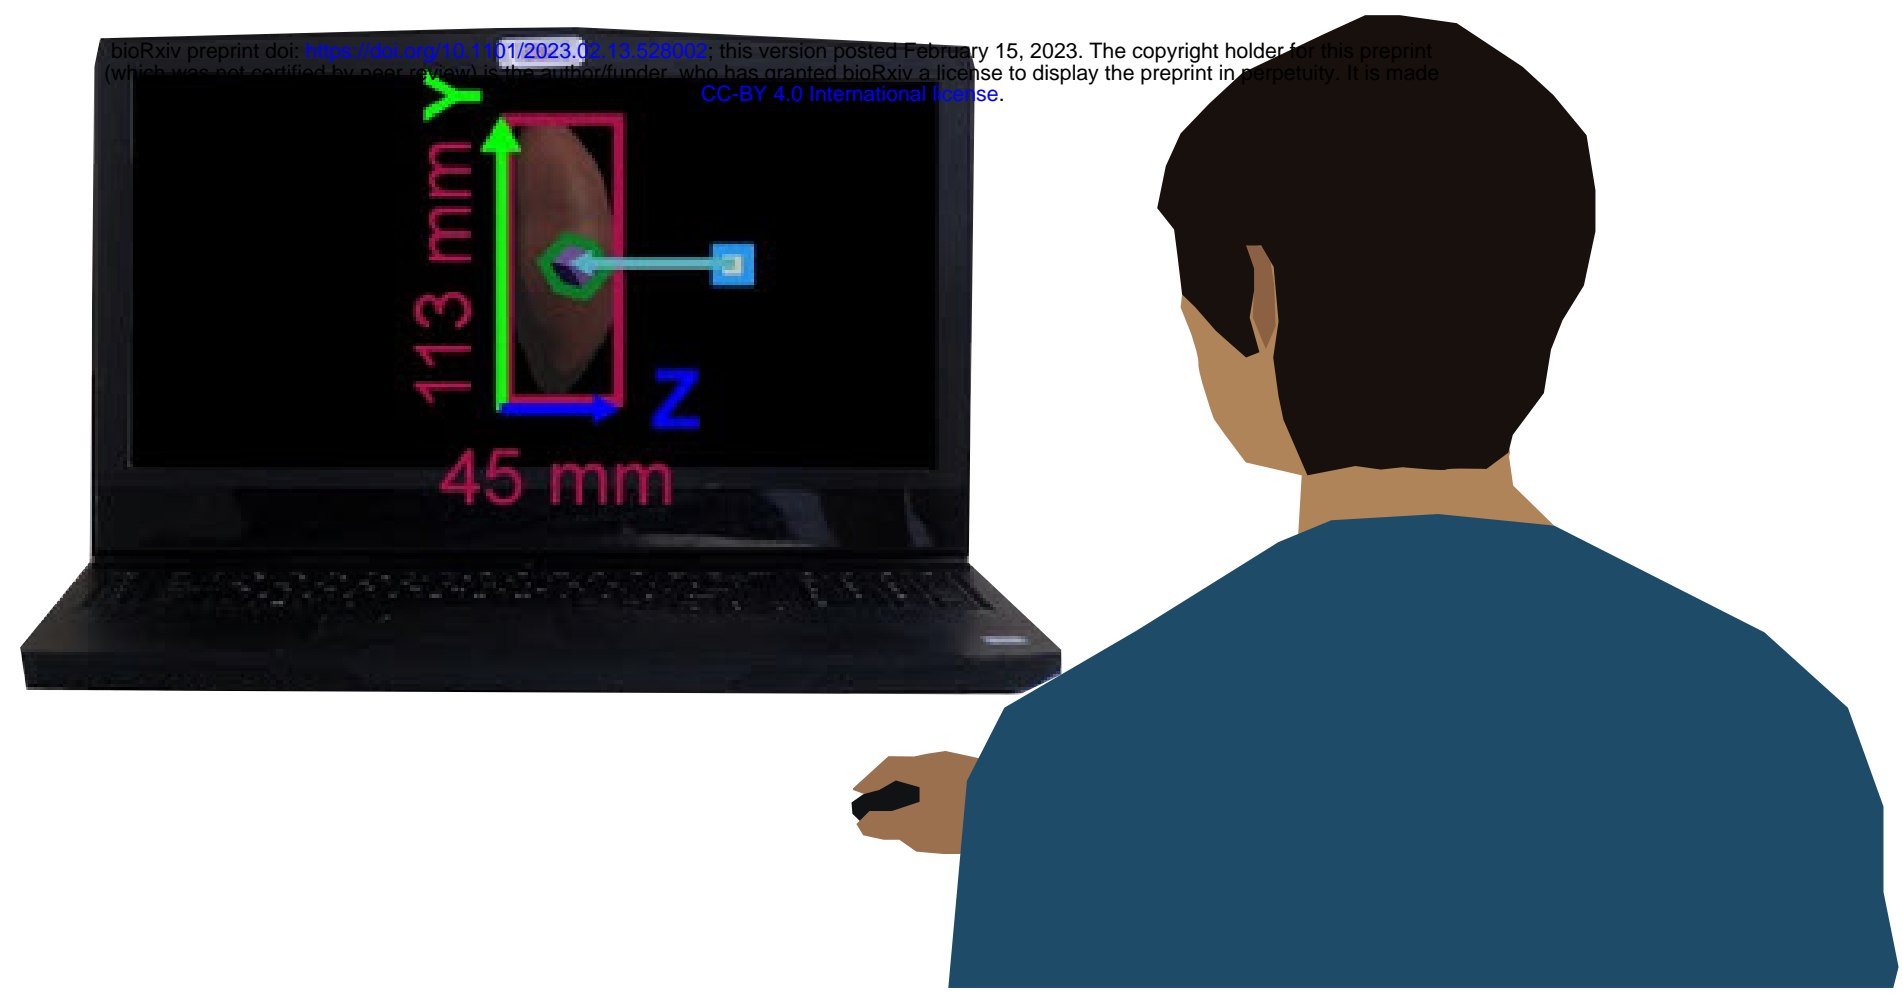 bioRxiv preprint doi: https://doi.org/10.1101/2023.02.13.528002; this version posted February 15, 2023. The copyright holder for this preprint
(which was not certified by peer review) is the author/funder, who has granted bioRxiv a license to display the preprint in perpetuity. It is made
CC-BY 4.0 International license.
Y
113 mm
Z
45 mm